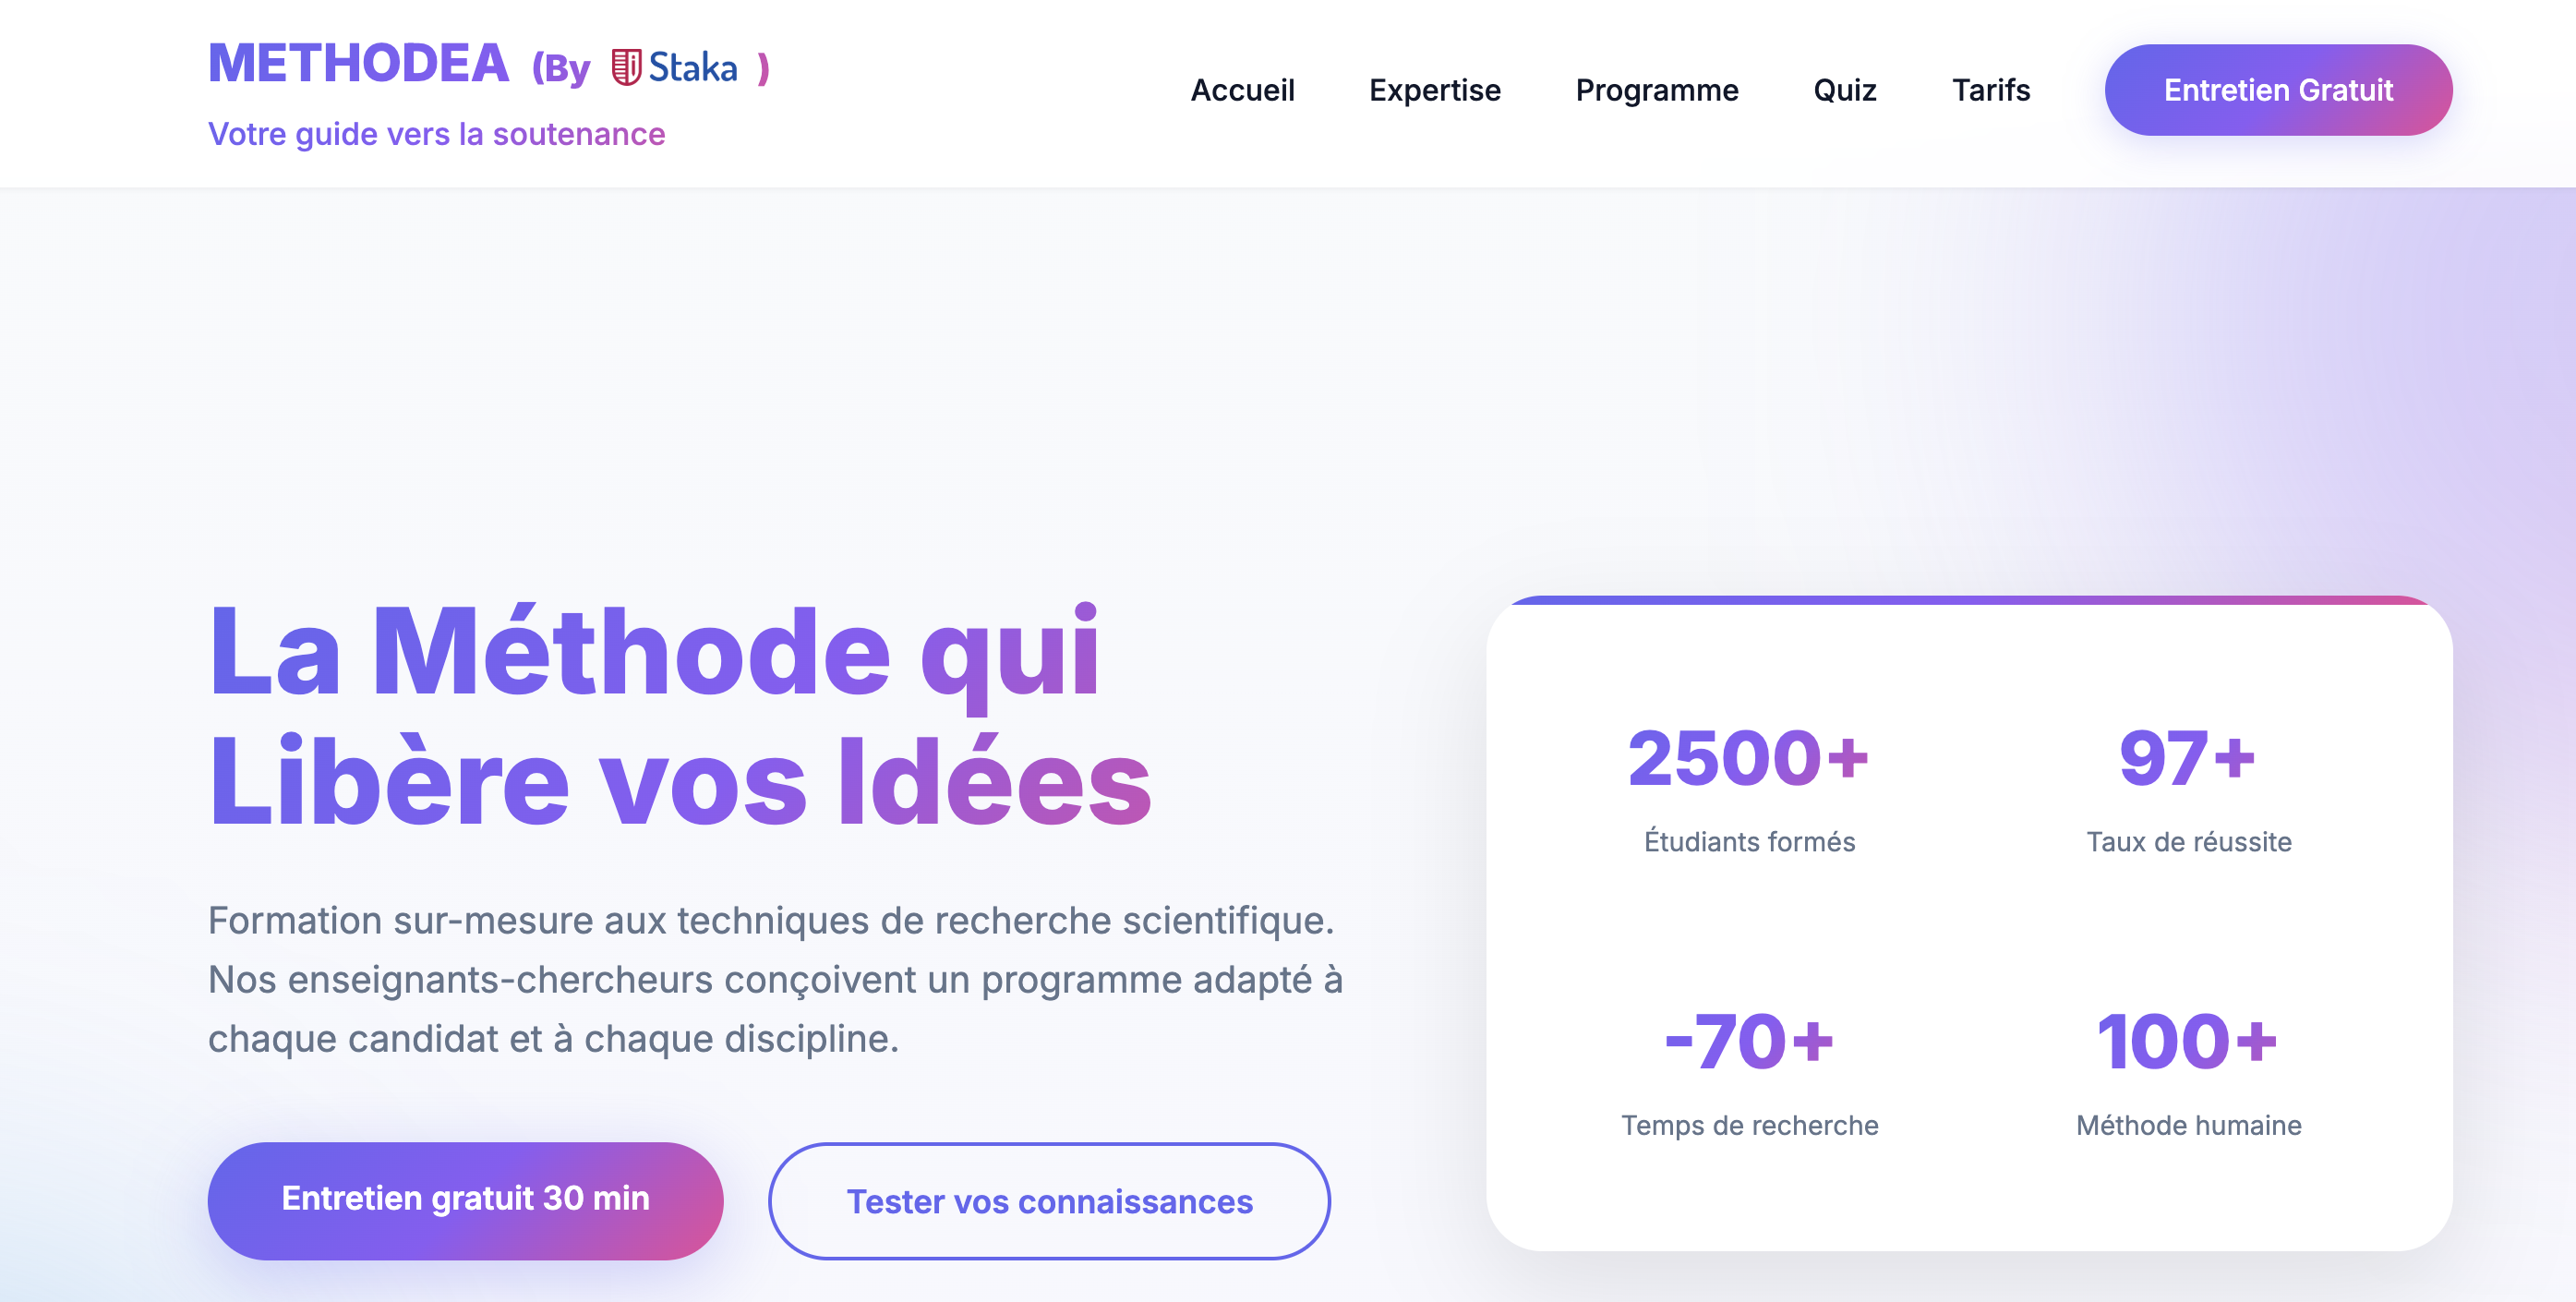 METHODEA (By Staka )
Votre guide vers la soutenance
Accueil Expertise Programme Quiz Tarifs Entretien Gratuit
La Méthode qui
Libère vos Idées
Formation sur-mesure aux techniques de recherche scientifique.
Nos enseignants-chercheurs conçoivent un programme adapté à
chaque candidat et à chaque discipline.
Entretien gratuit 30 min
Tester vos connaissances
2500+
Étudiants formés
97+
Taux de réussite
-70+
Temps de recherche
100+
Méthode humaine